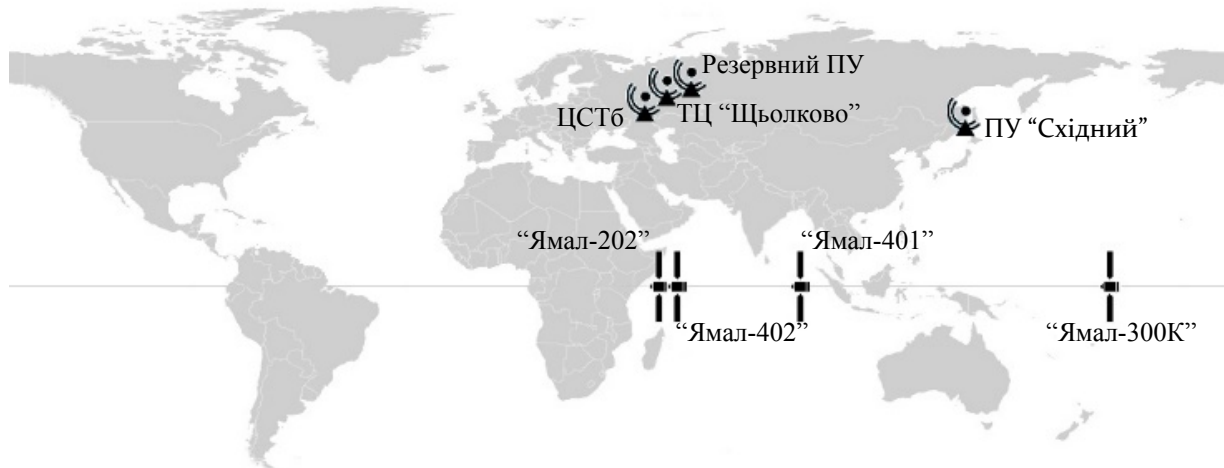 Резервний ПУ
ЦСТб
ТЦ “Щьолково”
ПУ “Східний”
“Ямал-202”
“Ямал-401”
“Ямал-402”
“Ямал-300К”